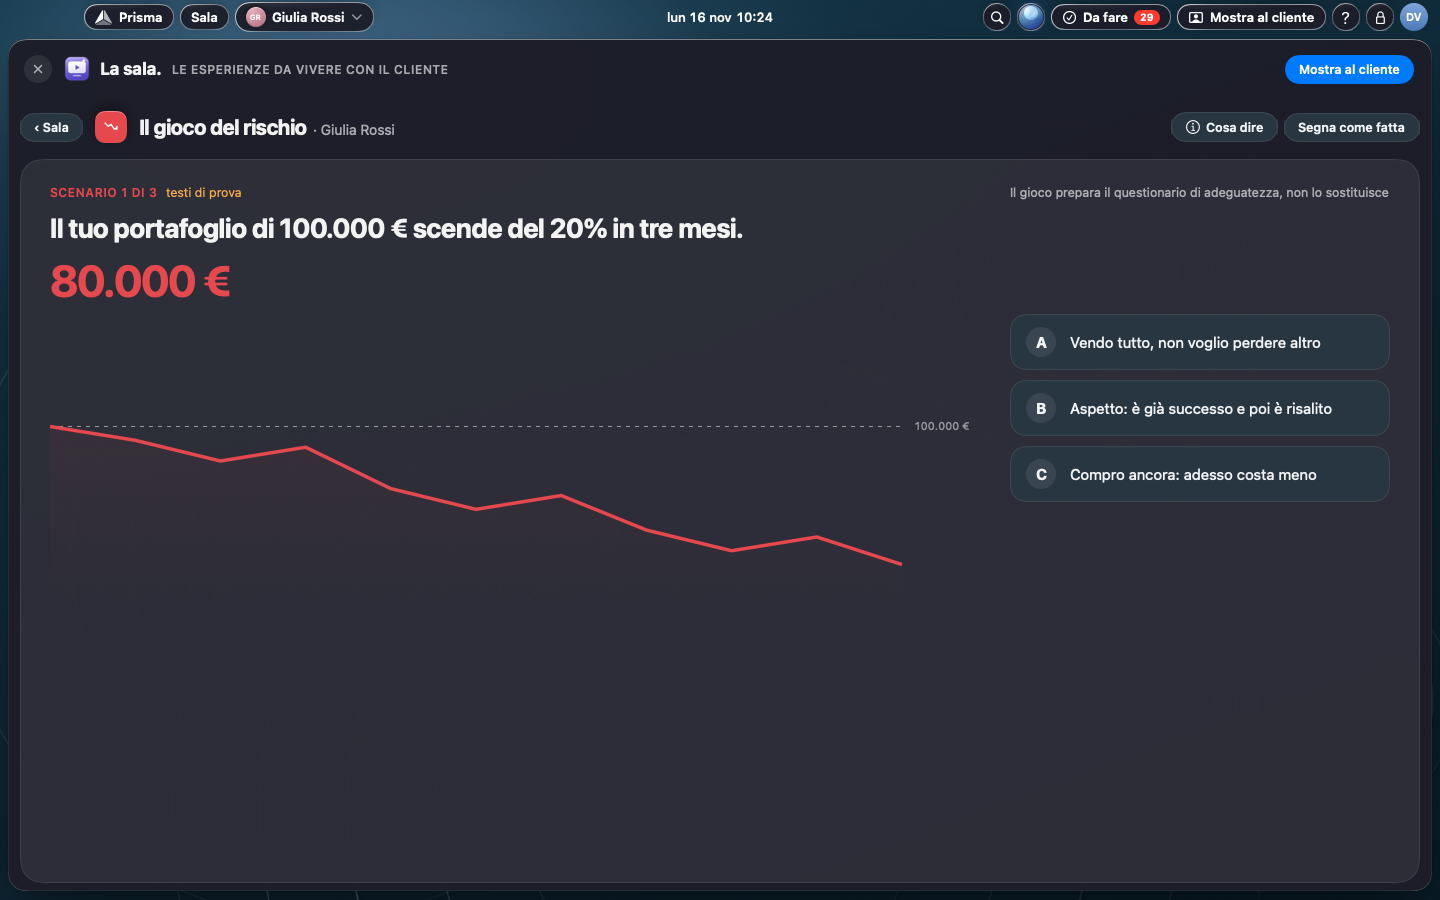 Prisma
Sala
GR Giulia Rossi
lun 16 nov 10:24
Da fare 29
Mostra al cliente
?
DV
La sala. LE ESPERIENZE DA VIVERE CON IL CLIENTE
Mostra al cliente
‹ Sala
Il gioco del rischio · Giulia Rossi
Cosa dire
Segna come fatta
SCENARIO 1 DI 3 testi di prova
Il gioco prepara il questionario di adeguatezza, non lo sostituisce
Il tuo portafoglio di 100.000 € scende del 20% in tre mesi.
80.000 €
100.000 €
A Vendo tutto, non voglio perdere altro
B Aspetto: è già successo e poi è risalito
C Compro ancora: adesso costa meno